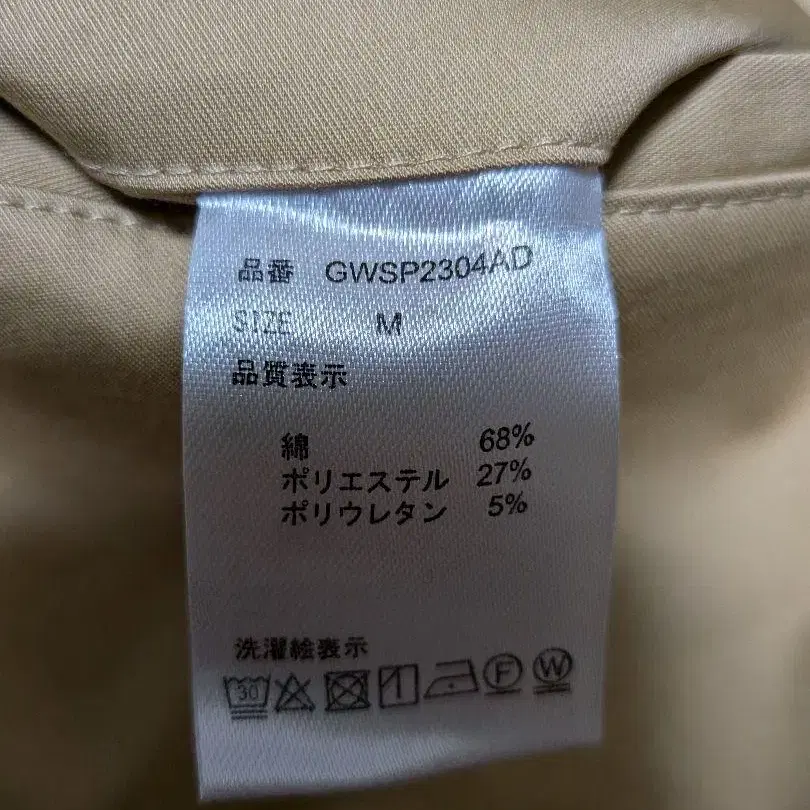 品番 GWSP2304AD
SIZE M
品質表示
綿 68%
ポリエステル 27%
ポリウレタン 5%
洗濯絵表示
30 F W